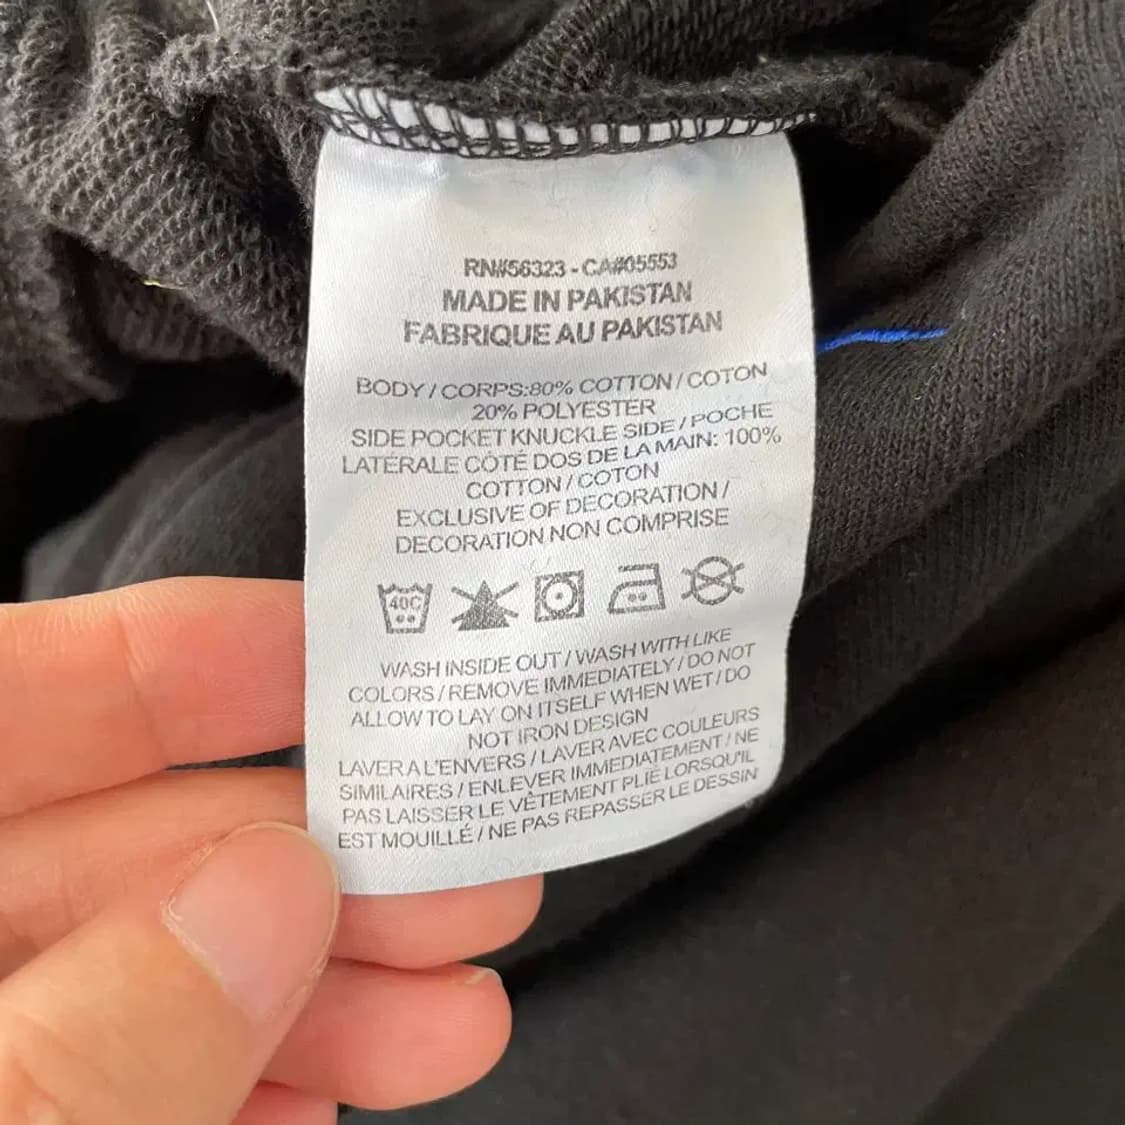 RN#56323 - CA#05553
MADE IN PAKISTAN
FABRIQUE AU PAKISTAN
BODY / CORPS:80% COTTON / COTON
20% POLYESTER
SIDE POCKET KNUCKLE SIDE / POCHE
LATÉRALE CÔTÉ DOS DE LA MAIN: 100%
COTTON / COTON
EXCLUSIVE OF DECORATION /
DECORATION NON COMPRISE
40C
WASH INSIDE OUT / WASH WITH LIKE
COLORS / REMOVE IMMEDIATELY / DO NOT
ALLOW TO LAY ON ITSELF WHEN WET / DO
NOT IRON DESIGN
LAVER A L'ENVERS / LAVER AVEC COULEURS
SIMILAIRES / ENLEVER IMMEDIATEMENT / NE
PAS LAISSER LE VÊTEMENT PLIÉ LORSQU'IL
EST MOUILLÉ / NE PAS REPASSER LE DESSIN